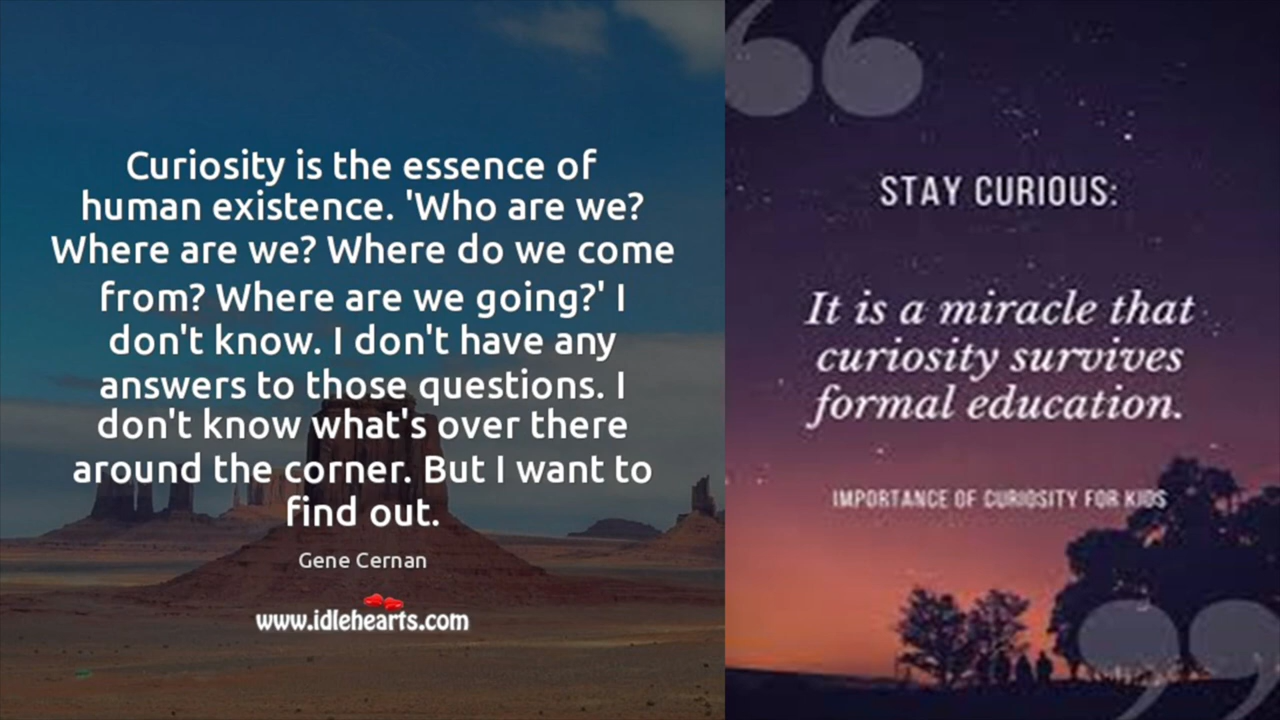 Curiosity is the essence of
human existence. 'Who are we?
Where are we? Where do we come
from? Where are we going?' I
don't know. I don't have any
answers to those questions. I
don't know what's over there
around the corner. But I want to
find out.
Gene Cernan
www.idlehearts.com
STAY CURIOUS:
It is a miracle that
curiosity survives
formal education.
IMPORTANCE OF CURIOSITY FOR KIDS